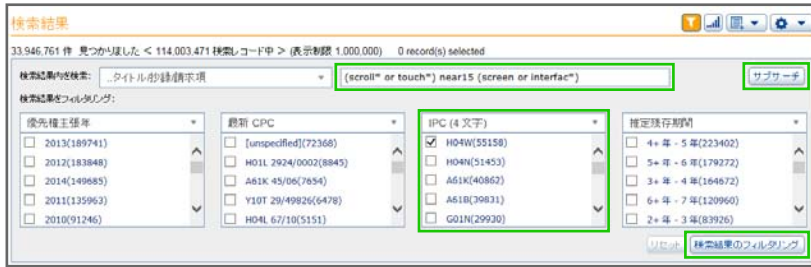 検索結果
33,946,761 件 見つかりました < 114,003,471 検索レコード中 > (表示制限 1,000,000) 0 record(s) selected
検索結果内を検索: ...タイトル/抄録/請求項 (scroll* or touch*) near15 (screen or interfac*) サブサーチ
検索結果をフィルタリング:
優先権主張年 最新 CPC IPC (4 文字) 推定残存期間
2013(189741) [unspecified](72368) H04W(55158) 4+ 年 - 5 年(223402)
2012(183848) H01L 2924/0002(8845) H04N(51453) 5+ 年 - 6 年(179272)
2014(149685) A61K 45/06(7654) A61K(40862) 3+ 年 - 4 年(164672)
2011(135963) Y10T 29/49826(6478) A61B(39831) 6+ 年 - 7 年(120960)
2010(91246) H04L 67/10(5151) G01N(29930) 2+ 年 - 3 年(83926)
リセット 検索結果のフィルタリング